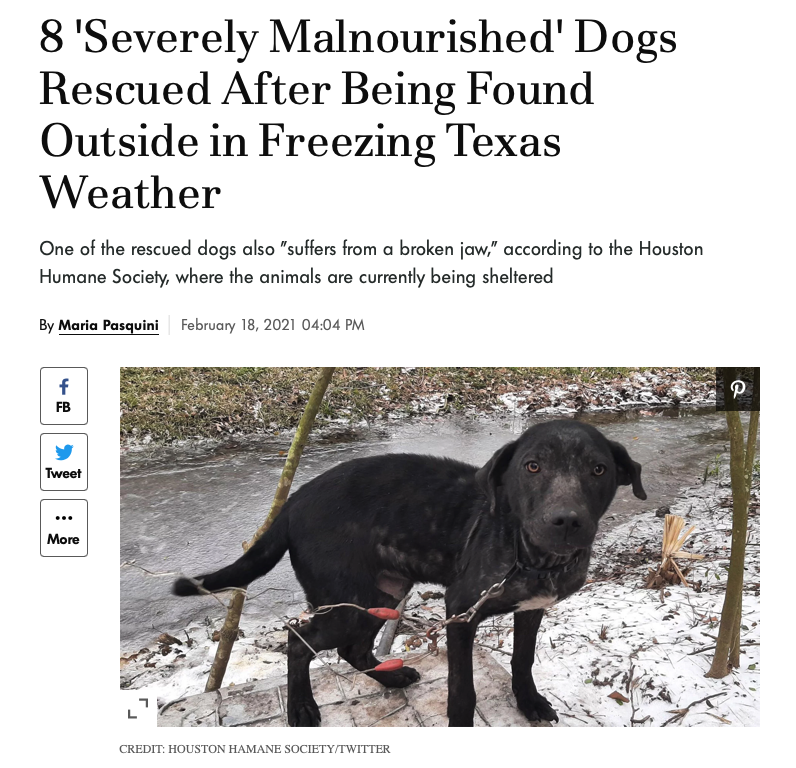 8 'Severely Malnourished' Dogs
Rescued After Being Found
Outside in Freezing Texas
Weather
One of the rescued dogs also "suffers from a broken jaw," according to the Houston
Humane Society, where the animals are currently being sheltered
By Maria Pasquini February 18, 2021 04:04 PM
FB
Tweet
More
CREDIT: HOUSTON HAMANE SOCIETY/TWITTER